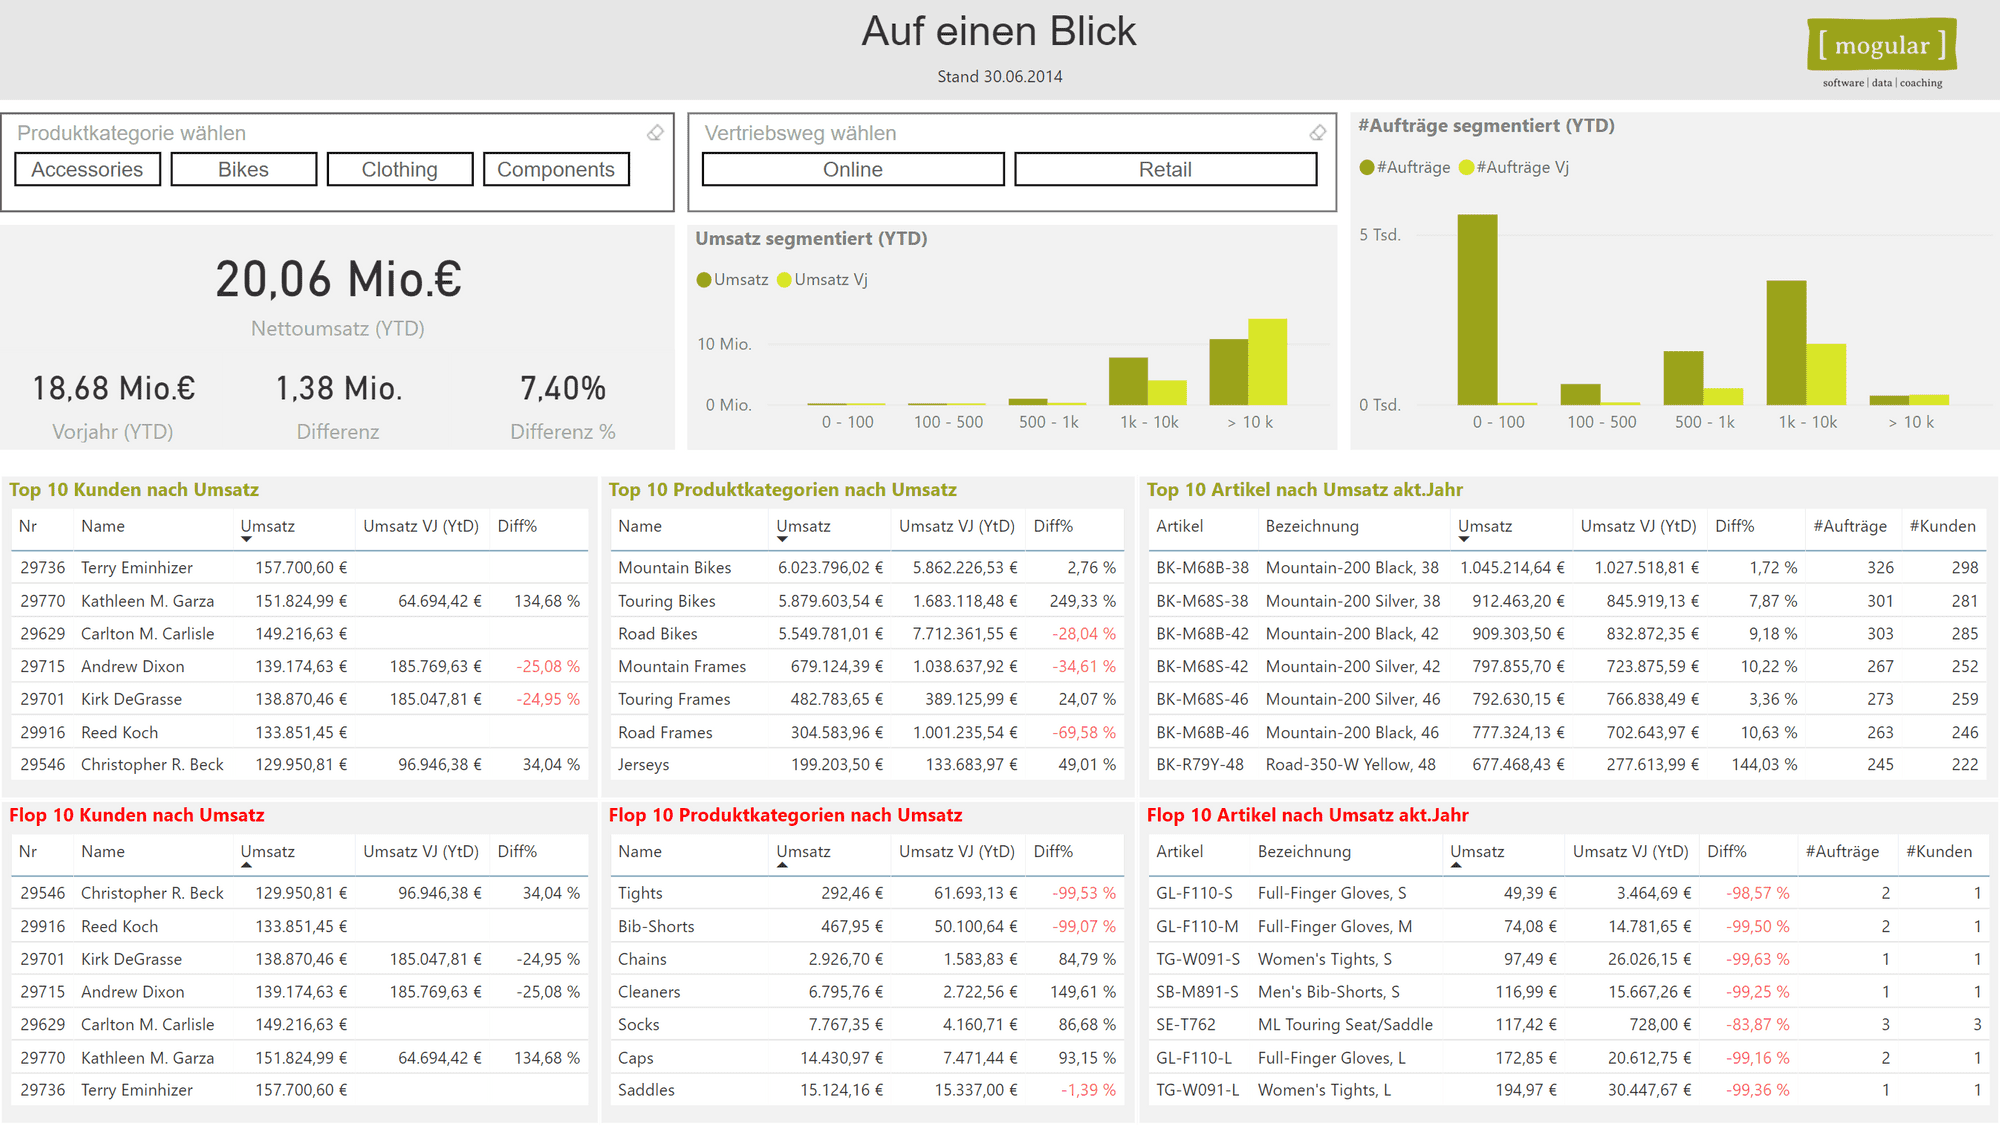 Auf einen Blick
Stand 30.06.2014
[ mogular ]
software | data | coaching
Produktkategorie wählen
Accessories Bikes Clothing Components
Vertriebsweg wählen
Online Retail
20,06 Mio.€
Nettoumsatz (YTD)
18,68 Mio.€ 1,38 Mio. 7,40%
Vorjahr (YTD) Differenz Differenz %
Umsatz segmentiert (YTD)
Umsatz Umsatz Vj
10 Mio.
0 Mio.
0 - 100 100 - 500 500 - 1k 1k - 10k > 10 k
#Aufträge segmentiert (YTD)
#Aufträge #Aufträge Vj
5 Tsd.
0 Tsd.
0 - 100 100 - 500 500 - 1k 1k - 10k > 10 k
Top 10 Kunden nach Umsatz
Nr Name Umsatz Umsatz VJ (YtD) Diff%
29736 Terry Eminhizer 157.700,60 €
29770 Kathleen M. Garza 151.824,99 € 64.694,42 € 134,68 %
29629 Carlton M. Carlisle 149.216,63 €
29715 Andrew Dixon 139.174,63 € 185.769,63 € -25,08 %
29701 Kirk DeGrasse 138.870,46 € 185.047,81 € -24,95 %
29916 Reed Koch 133.851,45 €
29546 Christopher R. Beck 129.950,81 € 96.946,38 € 34,04 %
Top 10 Produktkategorien nach Umsatz
Name Umsatz Umsatz VJ (YtD) Diff%
Mountain Bikes 6.023.796,02 € 5.862.226,53 € 2,76 %
Touring Bikes 5.879.603,54 € 1.683.118,48 € 249,33 %
Road Bikes 5.549.781,01 € 7.712.361,55 € -28,04 %
Mountain Frames 679.124,39 € 1.038.637,92 € -34,61 %
Touring Frames 482.783,65 € 389.125,99 € 24,07 %
Road Frames 304.583,96 € 1.001.235,54 € -69,58 %
Jerseys 199.203,50 € 133.683,97 € 49,01 %
Top 10 Artikel nach Umsatz akt.Jahr
Artikel Bezeichnung Umsatz Umsatz VJ (YtD) Diff% #Aufträge #Kunden
BK-M68B-38 Mountain-200 Black, 38 1.045.214,64 € 1.027.518,81 € 1,72 % 326 298
BK-M68S-38 Mountain-200 Silver, 38 912.463,20 € 845.919,13 € 7,87 % 301 281
BK-M68B-42 Mountain-200 Black, 42 909.303,50 € 832.872,35 € 9,18 % 303 285
BK-M68S-42 Mountain-200 Silver, 42 797.855,70 € 723.875,59 € 10,22 % 267 252
BK-M68S-46 Mountain-200 Silver, 46 792.630,15 € 766.838,49 € 3,36 % 273 259
BK-M68B-46 Mountain-200 Black, 46 777.324,13 € 702.643,97 € 10,63 % 263 246
BK-R79Y-48 Road-350-W Yellow, 48 677.468,43 € 277.613,99 € 144,03 % 245 222
Flop 10 Kunden nach Umsatz
Nr Name Umsatz Umsatz VJ (YtD) Diff%
29546 Christopher R. Beck 129.950,81 € 96.946,38 € 34,04 %
29916 Reed Koch 133.851,45 €
29701 Kirk DeGrasse 138.870,46 € 185.047,81 € -24,95 %
29715 Andrew Dixon 139.174,63 € 185.769,63 € -25,08 %
29629 Carlton M. Carlisle 149.216,63 €
29770 Kathleen M. Garza 151.824,99 € 64.694,42 € 134,68 %
29736 Terry Eminhizer 157.700,60 €
Flop 10 Produktkategorien nach Umsatz
Name Umsatz Umsatz VJ (YtD) Diff%
Tights 292,46 € 61.693,13 € -99,53 %
Bib-Shorts 467,95 € 50.100,64 € -99,07 %
Chains 2.926,70 € 1.583,83 € 84,79 %
Cleaners 6.795,76 € 2.722,56 € 149,61 %
Socks 7.767,35 € 4.160,71 € 86,68 %
Caps 14.430,97 € 7.471,44 € 93,15 %
Saddles 15.124,16 € 15.337,00 € -1,39 %
Flop 10 Artikel nach Umsatz akt.Jahr
Artikel Bezeichnung Umsatz Umsatz VJ (YtD) Diff% #Aufträge #Kunden
GL-F110-S Full-Finger Gloves, S 49,39 € 3.464,69 € -98,57 % 2 1
GL-F110-M Full-Finger Gloves, M 74,08 € 14.781,65 € -99,50 % 2 1
TG-W091-S Women's Tights, S 97,49 € 26.026,15 € -99,63 % 1 1
SB-M891-S Men's Bib-Shorts, S 116,99 € 15.667,26 € -99,25 % 1 1
SE-T762 ML Touring Seat/Saddle 117,42 € 728,00 € -83,87 % 3 3
GL-F110-L Full-Finger Gloves, L 172,85 € 20.612,75 € -99,16 % 2 1
TG-W091-L Women's Tights, L 194,97 € 30.447,67 € -99,36 % 1 1